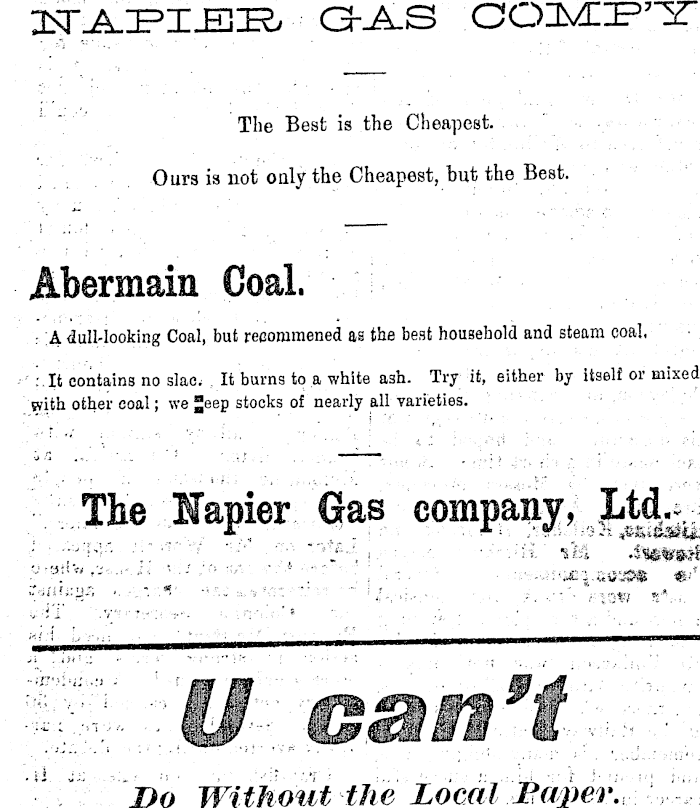 NAPIER GAS COMP'Y
The Best is the Cheapest.
Ours is not only the Cheapest, but the Best.
Abermain Coal.
A dull-looking Coal, but recommened as the best household and steam coal.
It contains no slac. It burns to a white ash. Try it, either by itself or mixed
with other coal; we keep stocks of nearly all varieties.
The Napier Gas company, Ltd.
U can't
Do Without the Local Paper.